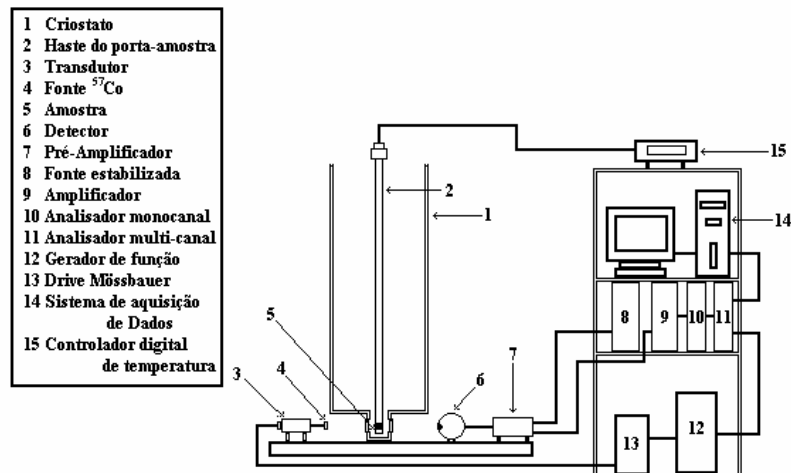 1 Criostato
2 Haste do porta-amostra
3 Transdutor
4 Fonte ⁵⁷Co
5 Amostra
6 Detector
7 Pré-Amplificador
8 Fonte estabilizada
9 Amplificador
10 Analisador monocanal
11 Analisador multi-canal
12 Gerador de função
13 Drive Mössbauer
14 Sistema de aquisição
de Dados
15 Controlador digital
de temperatura
15
2
1
14
8
9
10
11
5
7
3
4
6
13
12